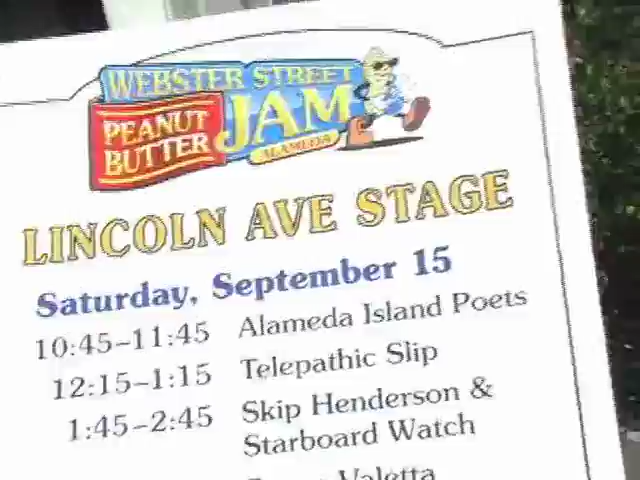 WEBSTER STREET
PEANUT BUTTER
JAM
ALAMEDA
LINCOLN AVE STAGE
Saturday, September 15
10:45–11:45 Alameda Island Poets
12:15–1:15 Telepathic Slip
1:45–2:45 Skip Henderson &
Starboard Watch
Valetta